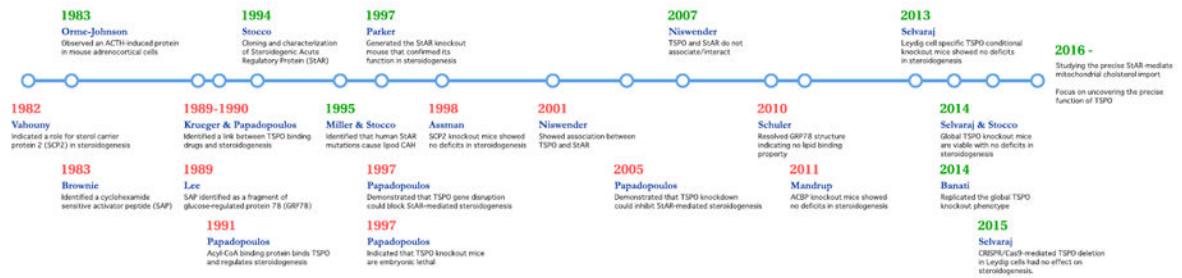 1983
Orme-Johnson
Observed an ACTH-induced protein
in mouse adrenocortical cells
1994
Stocco
Cloning and characterization
of Steroidogenic Acute
Regulatory Protein (StAR)
1997
Parker
Generated the StAR knockout
mouse that confirmed its
function in steroidogenesis
2007
Niswender
TSPO and StAR do not
associate/interact
2013
Selvaraj
Leydig cell specific TSPO conditional
knockout mice showed no deficits
in steroidogenesis
2016 -
Studying the precise StAR-mediate
mitochondrial cholsterol import
Focus on uncovering the precise
function of TSPO
1982
Vahouny
Indicated a role for sterol carrier
protein 2 (SCP2) in steroidogenesis
1989-1990
Krueger & Papadopoulos
Identified a link between TSPO binding
drugs and steroidogenesis
1995
Miller & Stocco
Identified that human StAR
mutations cause lipoid CAH
1998
Assman
SCP2 knockout mice showed
no deficits in steroidogenesis
2001
Niswender
Showed association between
TSPO and StAR
2010
Schuler
Resolved GRP78 structure
indicating no lipid binding
property
2014
Selvaraj & Stocco
Global TSPO knockout mice
are viable with no deficits in
steroidogenesis
1983
Brownie
Identified a cyclohexamide
sensitive activator peptide (SAP)
1989
Lee
SAP identified as a fragment of
glucose-regulated protein 78 (GRP78)
1997
Papadopoulos
Demonstrated that TSPO gene disruption
could block StAR-mediated steroidogenesis
2005
Papadopoulos
Demonstrated that TSPO knockdown
could inhibit StAR-mediated steroidogenesis
2011
Mandrup
ACBP knockout mice showed
no deficits in steroidogenesis
2014
Banati
Replicated the global TSPO
knockout phenotype
1991
Papadopoulos
Acyl-CoA binding protein binds TSPO
and regulates steroidogenesis
1997
Papadopoulos
Indicated that TSPO knockout mice
are embryonic lethal
2015
Selvaraj
CRISPR/Cas9-mediated TSPO deletion
in Leydig cells had no effect on
steroidogenesis.